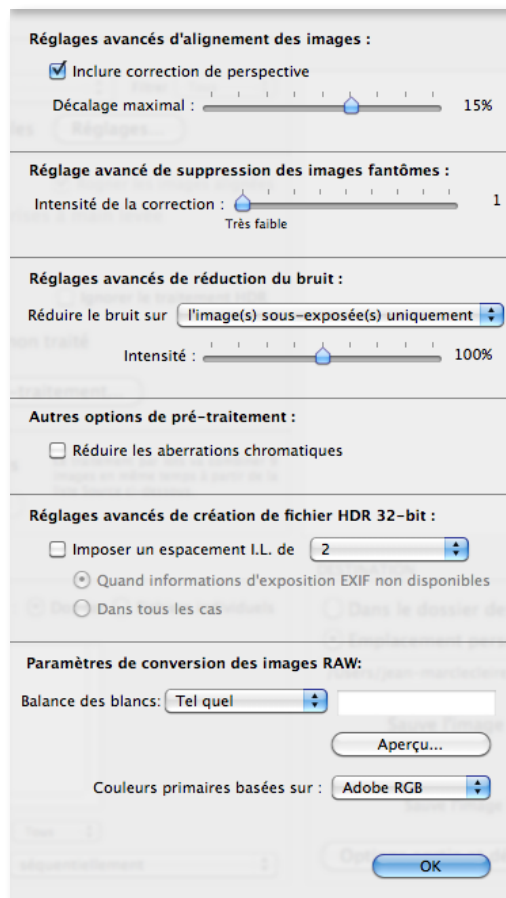 Réglages avancés d'alignement des images :
Inclure correction de perspective
Décalage maximal : 15%
Réglage avancé de suppression des images fantômes :
Intensité de la correction : 1
Très faible
Réglages avancés de réduction du bruit :
Réduire le bruit sur l'image(s) sous-exposée(s) uniquement
Intensité : 100%
Autres options de pré-traitement :
Réduire les aberrations chromatiques
Réglages avancés de création de fichier HDR 32-bit :
Imposer un espacement I.L. de 2
Quand informations d'exposition EXIF non disponibles
Dans tous les cas
Paramètres de conversion des images RAW:
Balance des blancs: Tel quel
Aperçu...
Couleurs primaires basées sur : Adobe RGB
OK